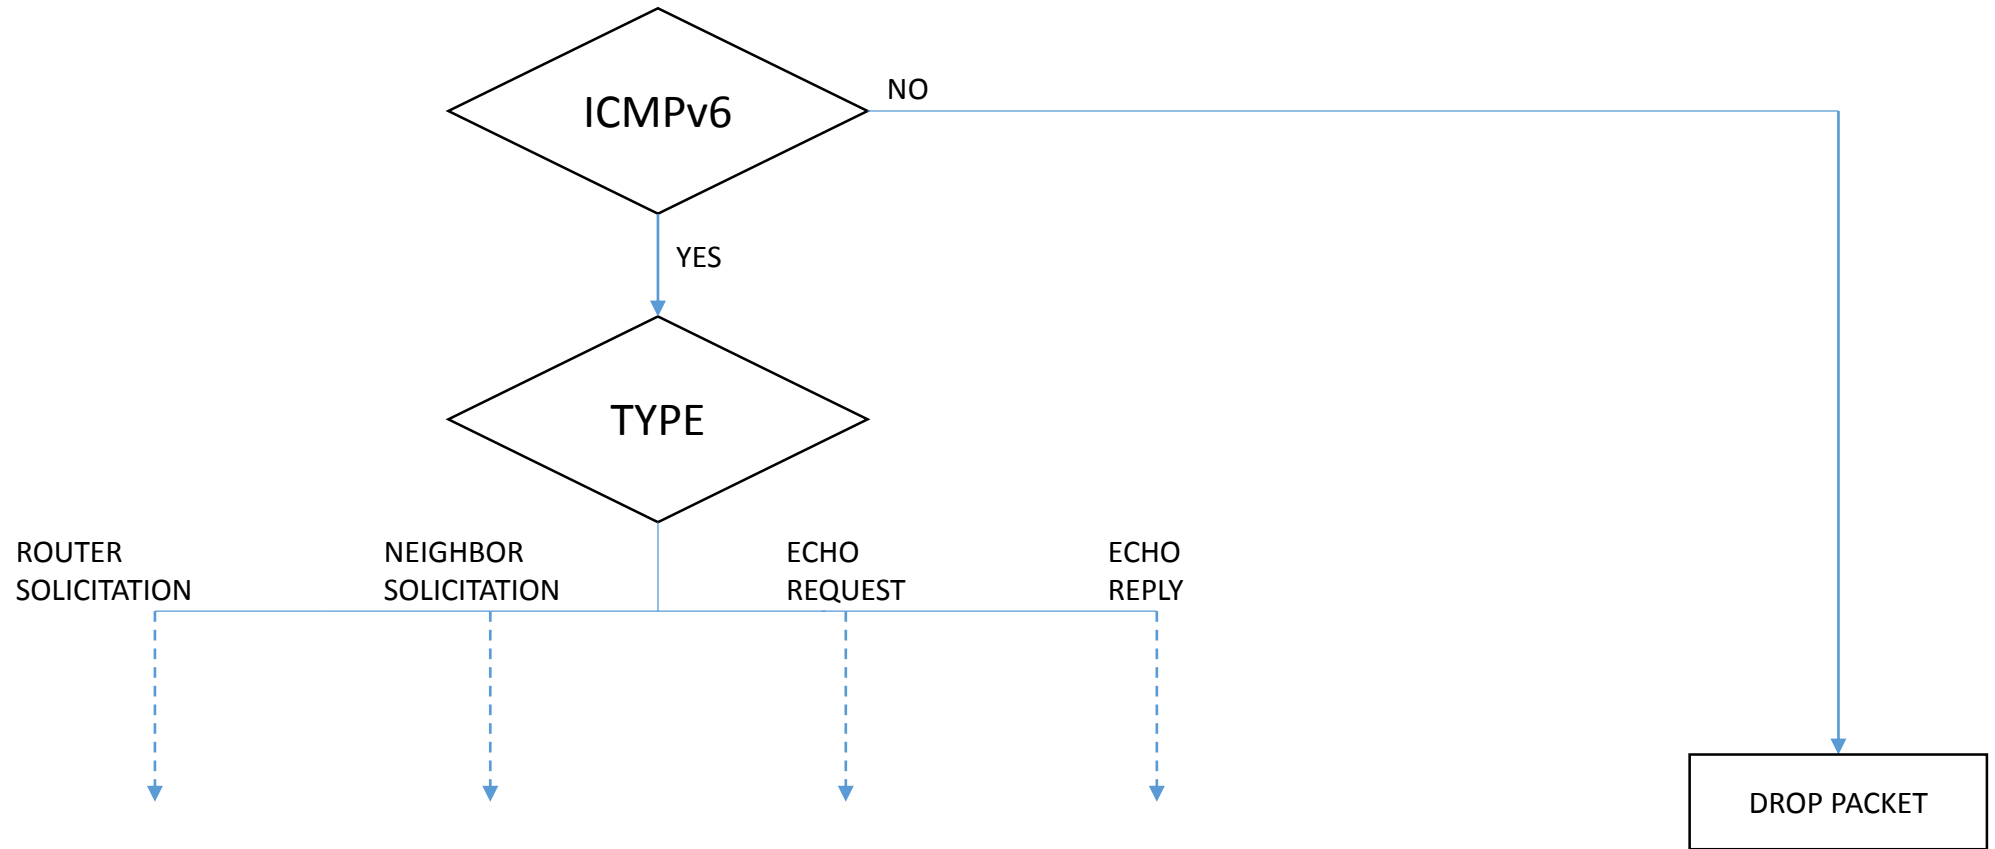 ICMPv6
NO
YES
TYPE
ROUTER
SOLICITATION
NEIGHBOR
SOLICITATION
ECHO
REQUEST
ECHO
REPLY
DROP PACKET